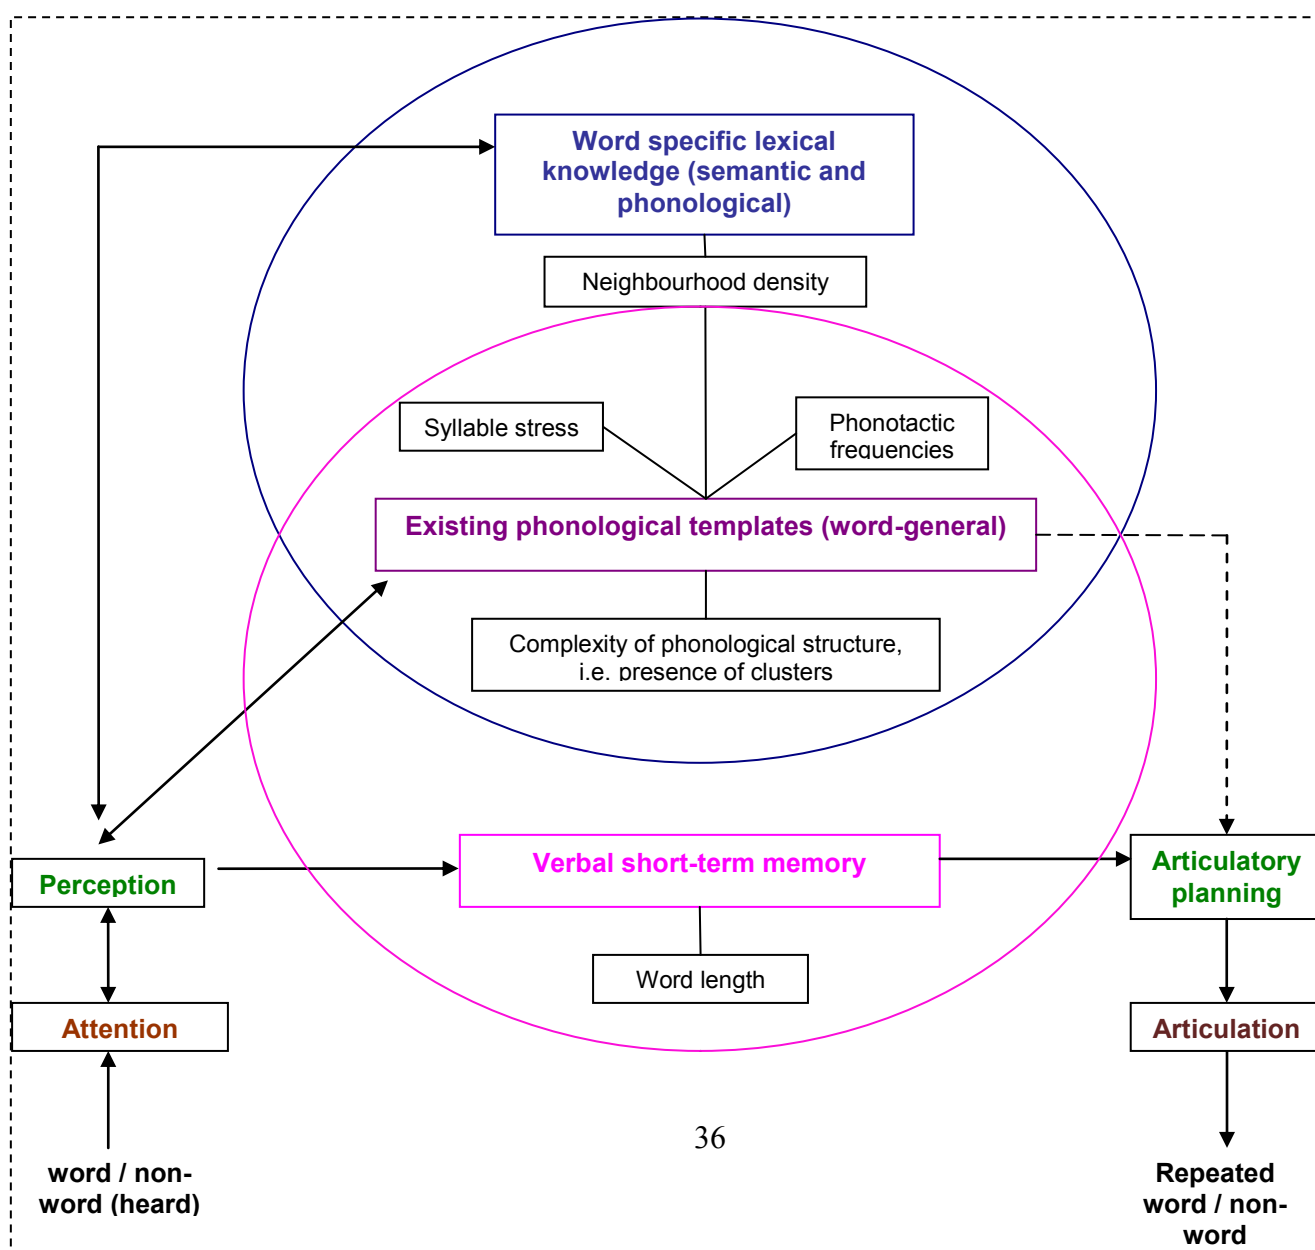 Word specific lexical
knowledge (semantic and
phonological)
Neighbourhood density
Syllable stress
Phonotactic
frequencies
Existing phonological templates (word-general)
Complexity of phonological structure,
i.e. presence of clusters
Perception
Verbal short-term memory
Articulatory
planning
Word length
Attention
Articulation
36
word / non-
word (heard)
Repeated
word / non-
word